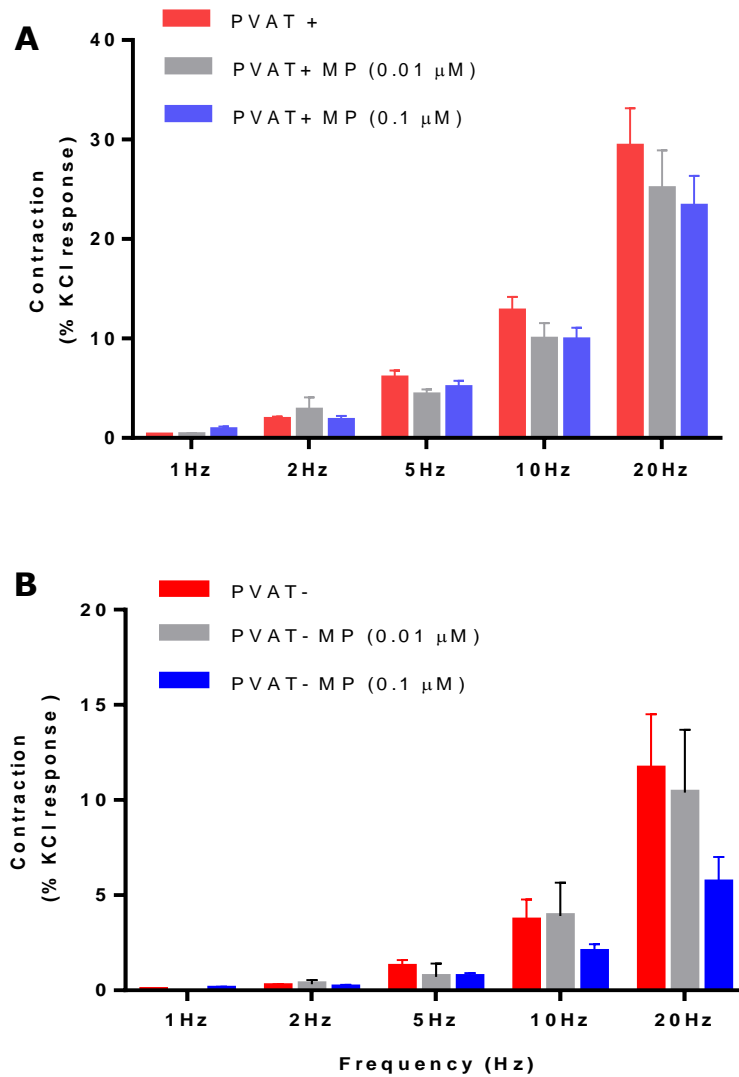 A
PVAT +
PVAT+ MP (0.01 μM)
PVAT+ MP (0.1 μM)
40
30
20
10
0
Contraction
(% KCl response)
1Hz 2Hz 5Hz 10Hz 20Hz
B
PVAT-
PVAT- MP (0.01 μM)
PVAT- MP (0.1 μM)
20
15
10
5
0
Contraction
(% KCl response )
1Hz 2Hz 5Hz 10Hz 20Hz
Frequency (Hz)